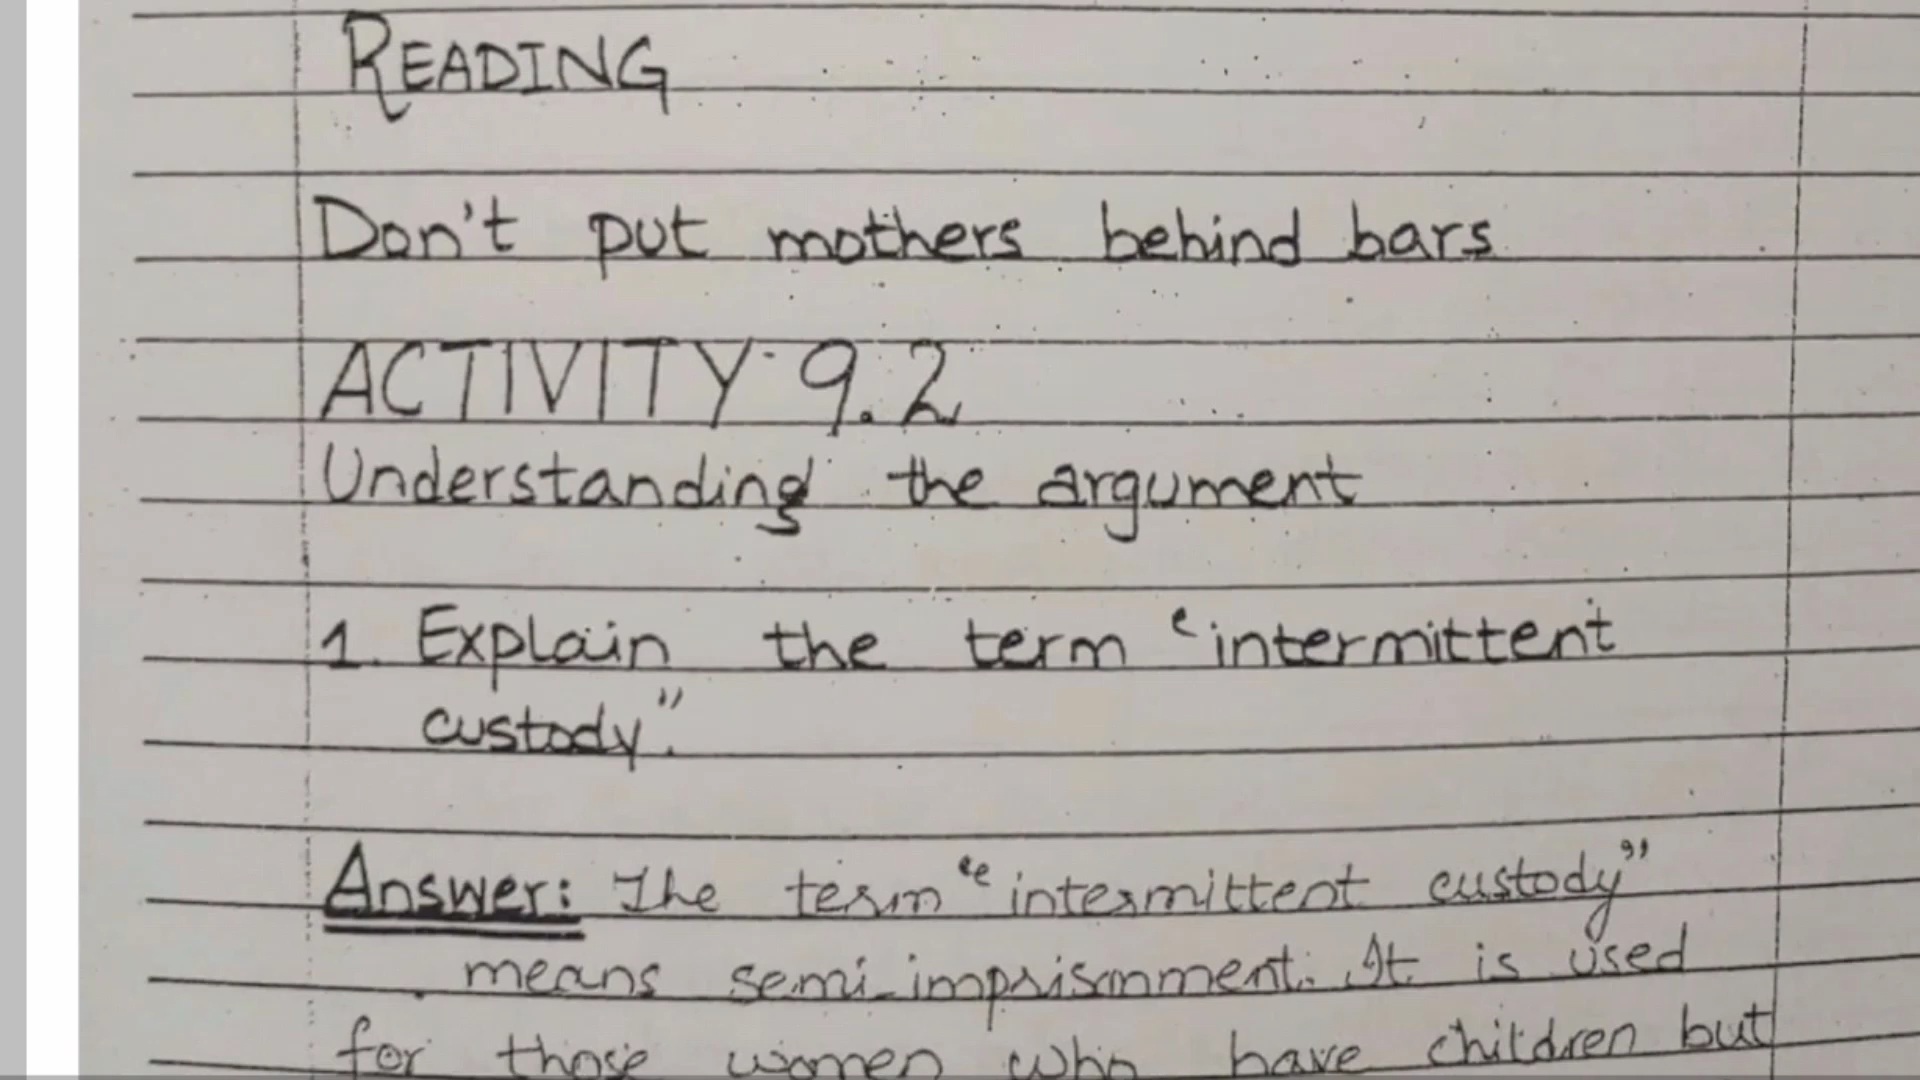 READING
Don't put mothers behind bars
ACTIVITY 9.2
Understanding the argument
1. Explain the term "intermittent
custody".
Answer: The term "intermittent custody"
means semi-imprisonment. It is used
for those women who have children but